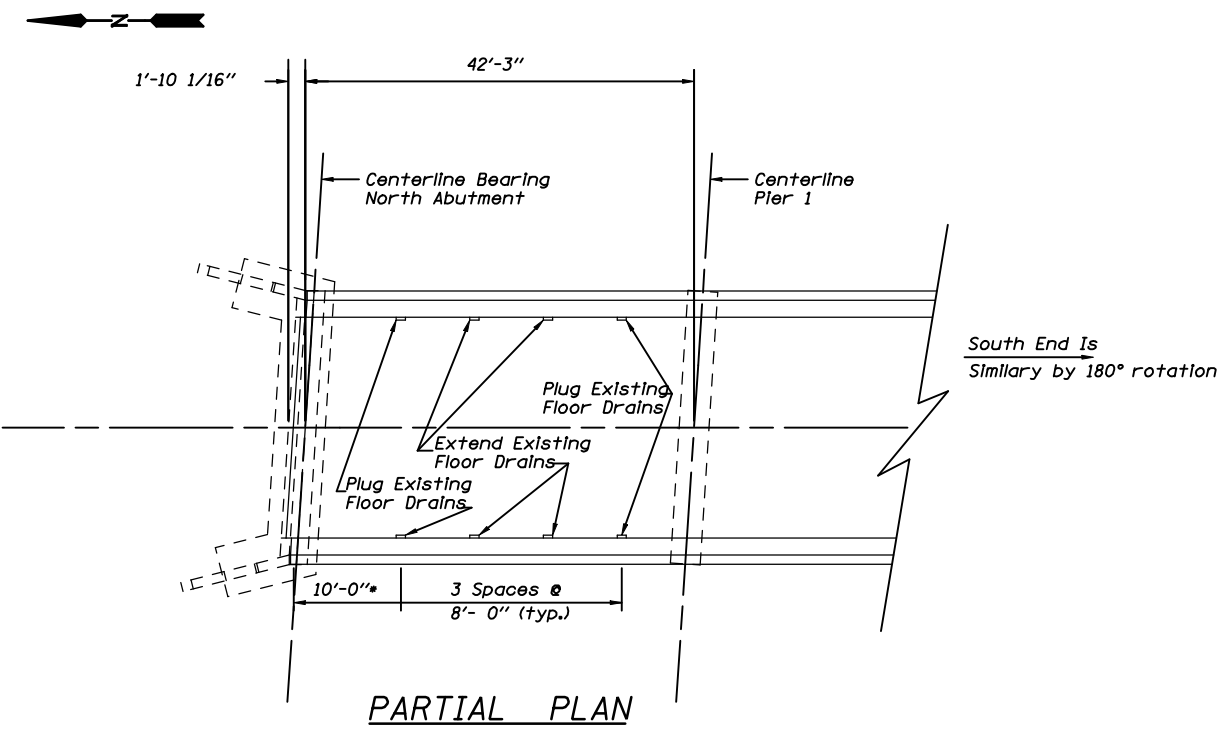 N
42'-3"
1'-10 1/16"
Centerline Bearing
North Abutment
Centerline
Pier 1
South End Is
Similary by 180° rotation
Plug Existing
Floor Drains
Extend Existing
Floor Drains
Plug Existing
Floor Drains
10'-0"*
3 Spaces @
8'- 0" (typ.)
PARTIAL PLAN